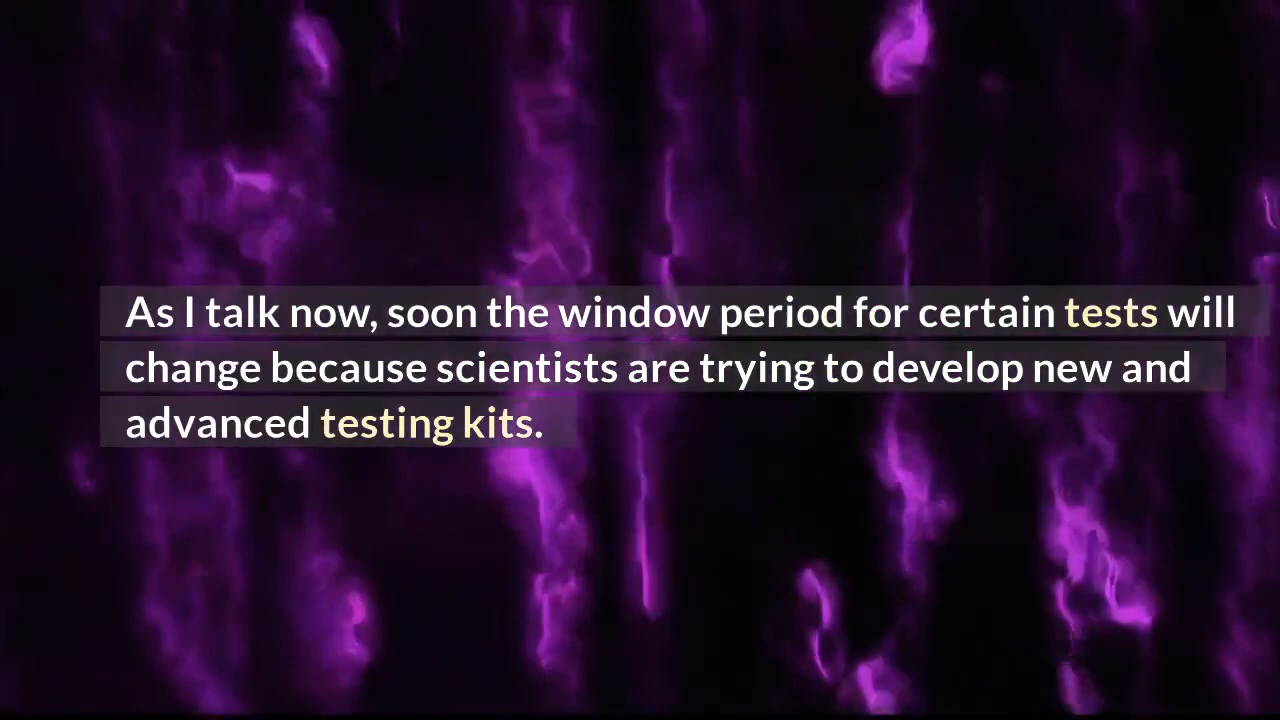 As I talk now, soon the window period for certain tests will
change because scientists are trying to develop new and
advanced testing kits.